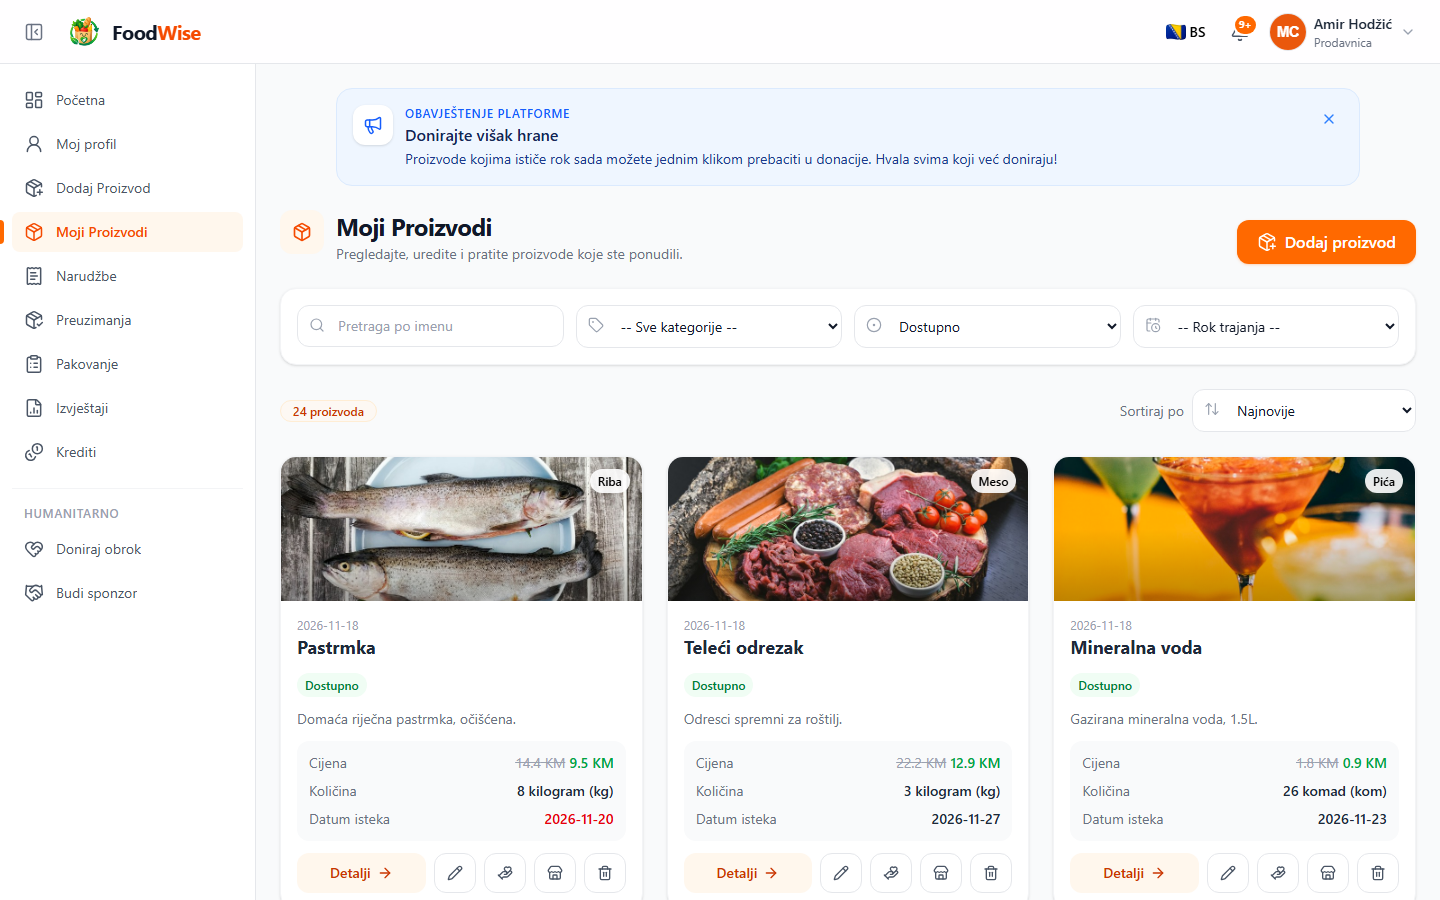 FoodWise
BS
9+
MC
Amir Hodžić
Prodavnica
Početna
Moj profil
Dodaj Proizvod
Moji Proizvodi
Narudžbe
Preuzimanja
Pakovanje
Izvještaji
Krediti
HUMANITARNO
Doniraj obrok
Budi sponzor
OBAVJEŠTENJE PLATFORME
Donirajte višak hrane
Proizvode kojima ističe rok sada možete jednim klikom prebaciti u donacije. Hvala svima koji već doniraju!
Moji Proizvodi
Pregledajte, uredite i pratite proizvode koje ste ponudili.
Dodaj proizvod
Pretraga po imenu
-- Sve kategorije --
Dostupno
-- Rok trajanja --
24 proizvoda
Sortiraj po
Najnovije
Riba
2026-11-18
Pastrmka
Dostupno
Domaća riječna pastrmka, očišćena.
Cijena 14.4 KM 9.5 KM
Količina 8 kilogram (kg)
Datum isteka 2026-11-20
Detalji
Meso
2026-11-18
Teleći odrezak
Dostupno
Odresci spremni za roštilj.
Cijena 22.2 KM 12.9 KM
Količina 3 kilogram (kg)
Datum isteka 2026-11-27
Detalji
Pića
2026-11-18
Mineralna voda
Dostupno
Gazirana mineralna voda, 1.5L.
Cijena 1.8 KM 0.9 KM
Količina 26 komad (kom)
Datum isteka 2026-11-23
Detalji